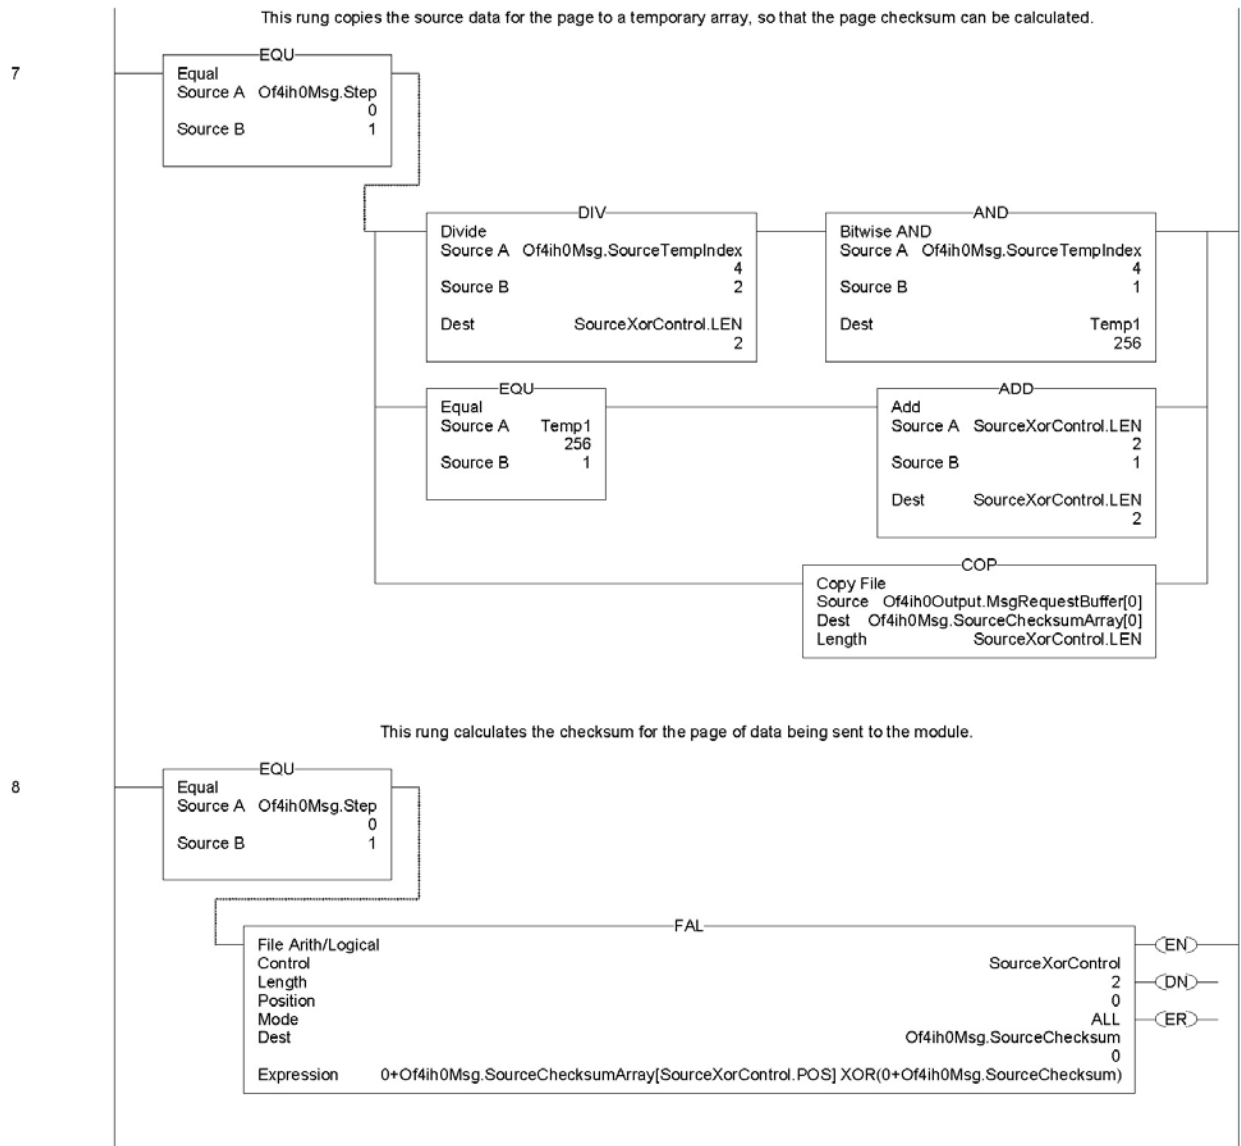 This rung copies the source data for the page to a temporary array, so that the page checksum can be calculated.
7
EQU
Equal
Source A Of4ih0Msg.Step
0
Source B 1
DIV
Divide
Source A Of4ih0Msg.SourceTempIndex
4
Source B 2
Dest SourceXorControl.LEN
2
AND
Bitwise AND
Source A Of4ih0Msg.SourceTempIndex
4
Source B 1
Dest Temp1
256
EQU
Equal
Source A Temp1
256
Source B 1
ADD
Add
Source A SourceXorControl.LEN
2
Source B 1
Dest SourceXorControl.LEN
2
COP
Copy File
Source Of4ih0Output.MsgRequestBuffer[0]
Dest Of4ih0Msg.SourceChecksumArray[0]
Length SourceXorControl.LEN
This rung calculates the checksum for the page of data being sent to the module.
8
EQU
Equal
Source A Of4ih0Msg.Step
0
Source B 1
FAL
File Arith/Logical
Control SourceXorControl
Length 2
Position 0
Mode ALL
Dest Of4ih0Msg.SourceChecksum
0
Expression 0+Of4ih0Msg.SourceChecksumArray[SourceXorControl.POS] XOR(0+Of4ih0Msg.SourceChecksum)
EN
DN
ER